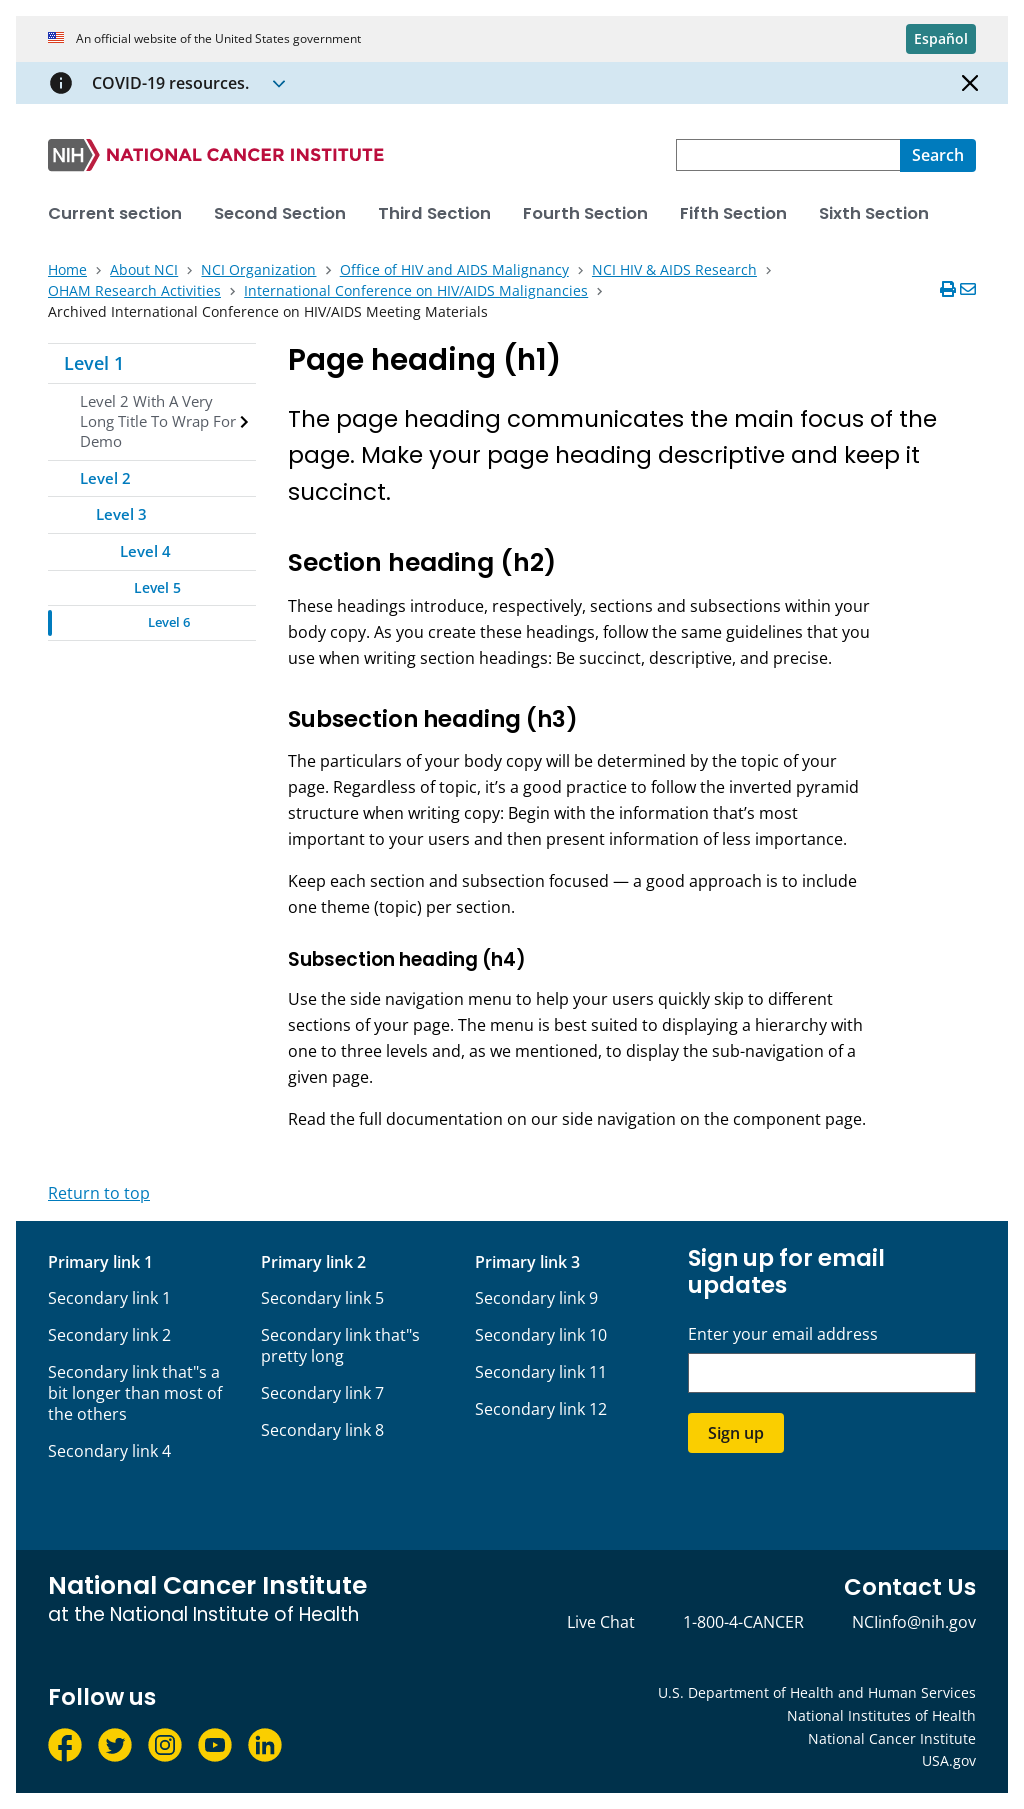 An official website of the United States government
Español
COVID-19 resources.
NIH NATIONAL CANCER INSTITUTE
Search
Current section Second Section Third Section Fourth Section Fifth Section Sixth Section
Home > About NCI > NCI Organization > Office of HIV and AIDS Malignancy > NCI HIV & AIDS Research >
OHAM Research Activities > International Conference on HIV/AIDS Malignancies >
Archived International Conference on HIV/AIDS Meeting Materials
Level 1
Level 2 With A Very
Long Title To Wrap For
Demo
Level 2
Level 3
Level 4
Level 5
Level 6
Page heading (h1)
The page heading communicates the main focus of the
page. Make your page heading descriptive and keep it
succinct.
Section heading (h2)
These headings introduce, respectively, sections and subsections within your
body copy. As you create these headings, follow the same guidelines that you
use when writing section headings: Be succinct, descriptive, and precise.
Subsection heading (h3)
The particulars of your body copy will be determined by the topic of your
page. Regardless of topic, it’s a good practice to follow the inverted pyramid
structure when writing copy: Begin with the information that’s most
important to your users and then present information of less importance.
Keep each section and subsection focused — a good approach is to include
one theme (topic) per section.
Subsection heading (h4)
Use the side navigation menu to help your users quickly skip to different
sections of your page. The menu is best suited to displaying a hierarchy with
one to three levels and, as we mentioned, to display the sub-navigation of a
given page.
Read the full documentation on our side navigation on the component page.
Return to top
Primary link 1
Secondary link 1
Secondary link 2
Secondary link that"s a
bit longer than most of
the others
Secondary link 4
Primary link 2
Secondary link 5
Secondary link that"s
pretty long
Secondary link 7
Secondary link 8
Primary link 3
Secondary link 9
Secondary link 10
Secondary link 11
Secondary link 12
Sign up for email
updates
Enter your email address
Sign up
National Cancer Institute
at the National Institute of Health
Contact Us
Live Chat 1-800-4-CANCER NCIinfo@nih.gov
Follow us
U.S. Department of Health and Human Services
National Institutes of Health
National Cancer Institute
USA.gov